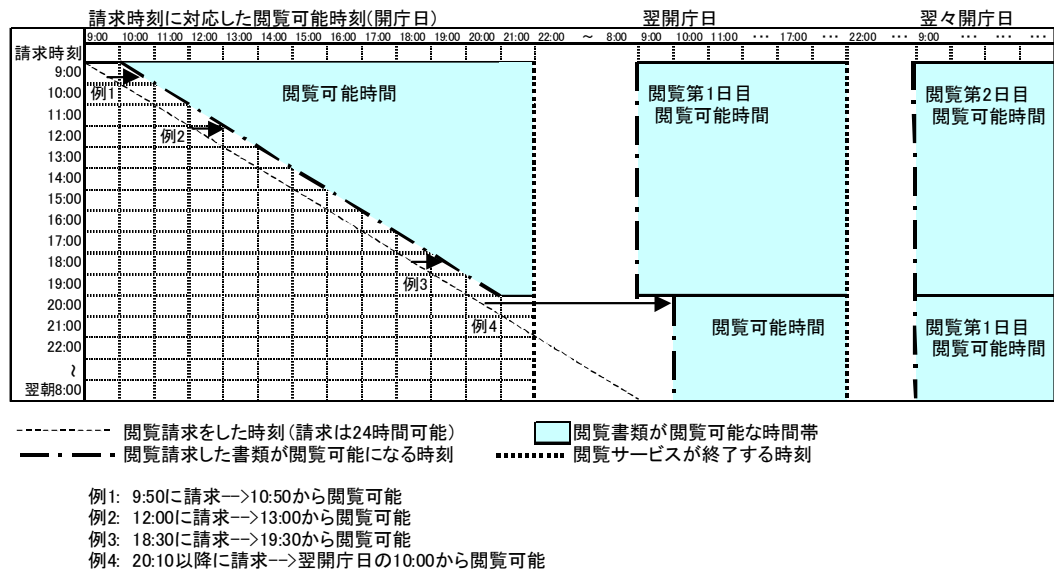 請求時刻に対応した閲覧可能時刻(開庁日) 翌開庁日 翌々開庁日
9:00 10:00 11:00 12:00 13:00 14:00 15:00 16:00 17:00 18:00 19:00 20:00 21:00 22:00 ~ 8:00 9:00 10:00 11:00 … 17:00 … 22:00 … 9:00 … … …
請求時刻
9:00
10:00
11:00
12:00
13:00
14:00
15:00
16:00
17:00
18:00
19:00
20:00
21:00
22:00
~
翌朝8:00
例1
例2
例3
例4
閲覧可能時間
閲覧第1日目
閲覧可能時間
閲覧可能時間
閲覧第2日目
閲覧可能時間
閲覧第1日目
閲覧可能時間
閲覧請求をした時刻(請求は24時間可能) 閲覧書類が閲覧可能な時間帯
閲覧請求した書類が閲覧可能になる時刻 閲覧サービスが終了する時刻
例1: 9:50に請求-->10:50から閲覧可能
例2: 12:00に請求-->13:00から閲覧可能
例3: 18:30に請求-->19:30から閲覧可能
例4: 20:10以降に請求-->翌開庁日の10:00から閲覧可能